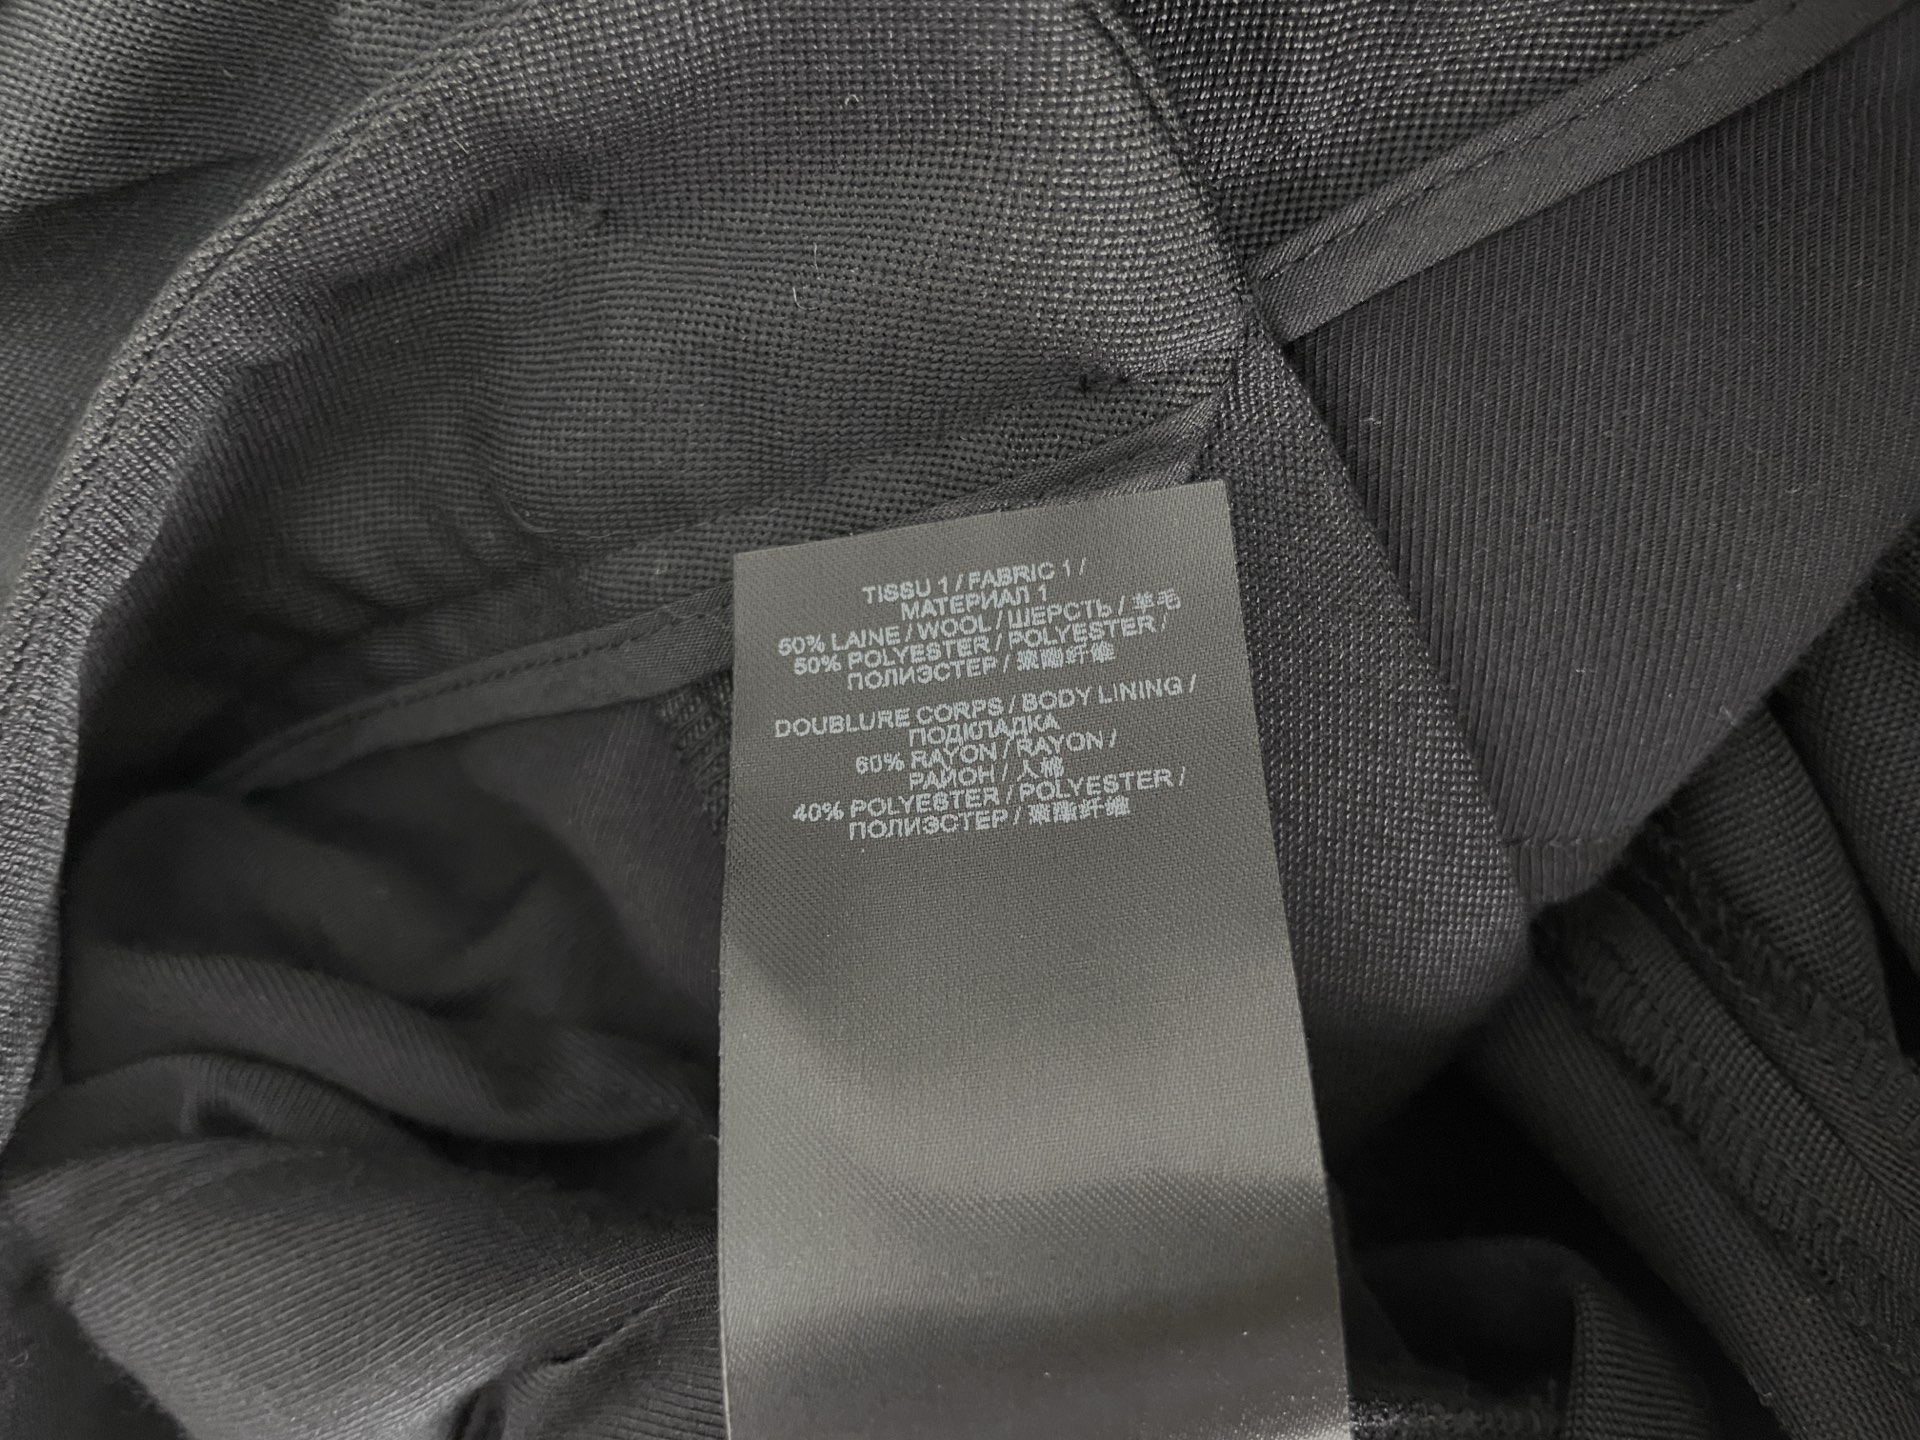 TISSU 1 / FABRIC 1 /
МАТЕРИАЛ 1
50% LAINE / WOOL / ШЕРСТЬ / 羊毛
50% POLYESTER / POLYESTER /
ПОЛИЭСТЕР / 聚酯纤维
DOUBLURE CORPS / BODY LINING /
ПОДКЛАДКА
60% RAYON / RAYON /
РАЙОН / 人棉
40% POLYESTER / POLYESTER /
ПОЛИЭСТЕР / 聚酯纤维